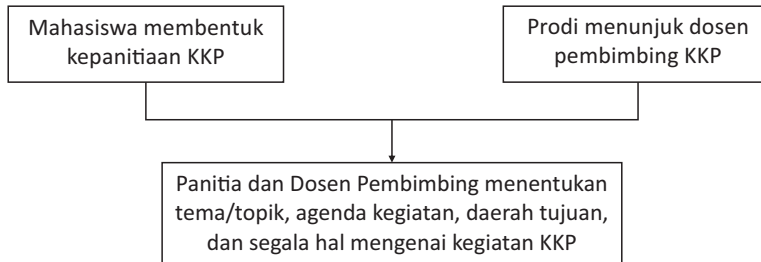 Mahasiswa membentuk
kepanitiaan KKP
Prodi menunjuk dosen
pembimbing KKP
Panitia dan Dosen Pembimbing menentukan
tema/topik, agenda kegiatan, daerah tujuan,
dan segala hal mengenai kegiatan KKP